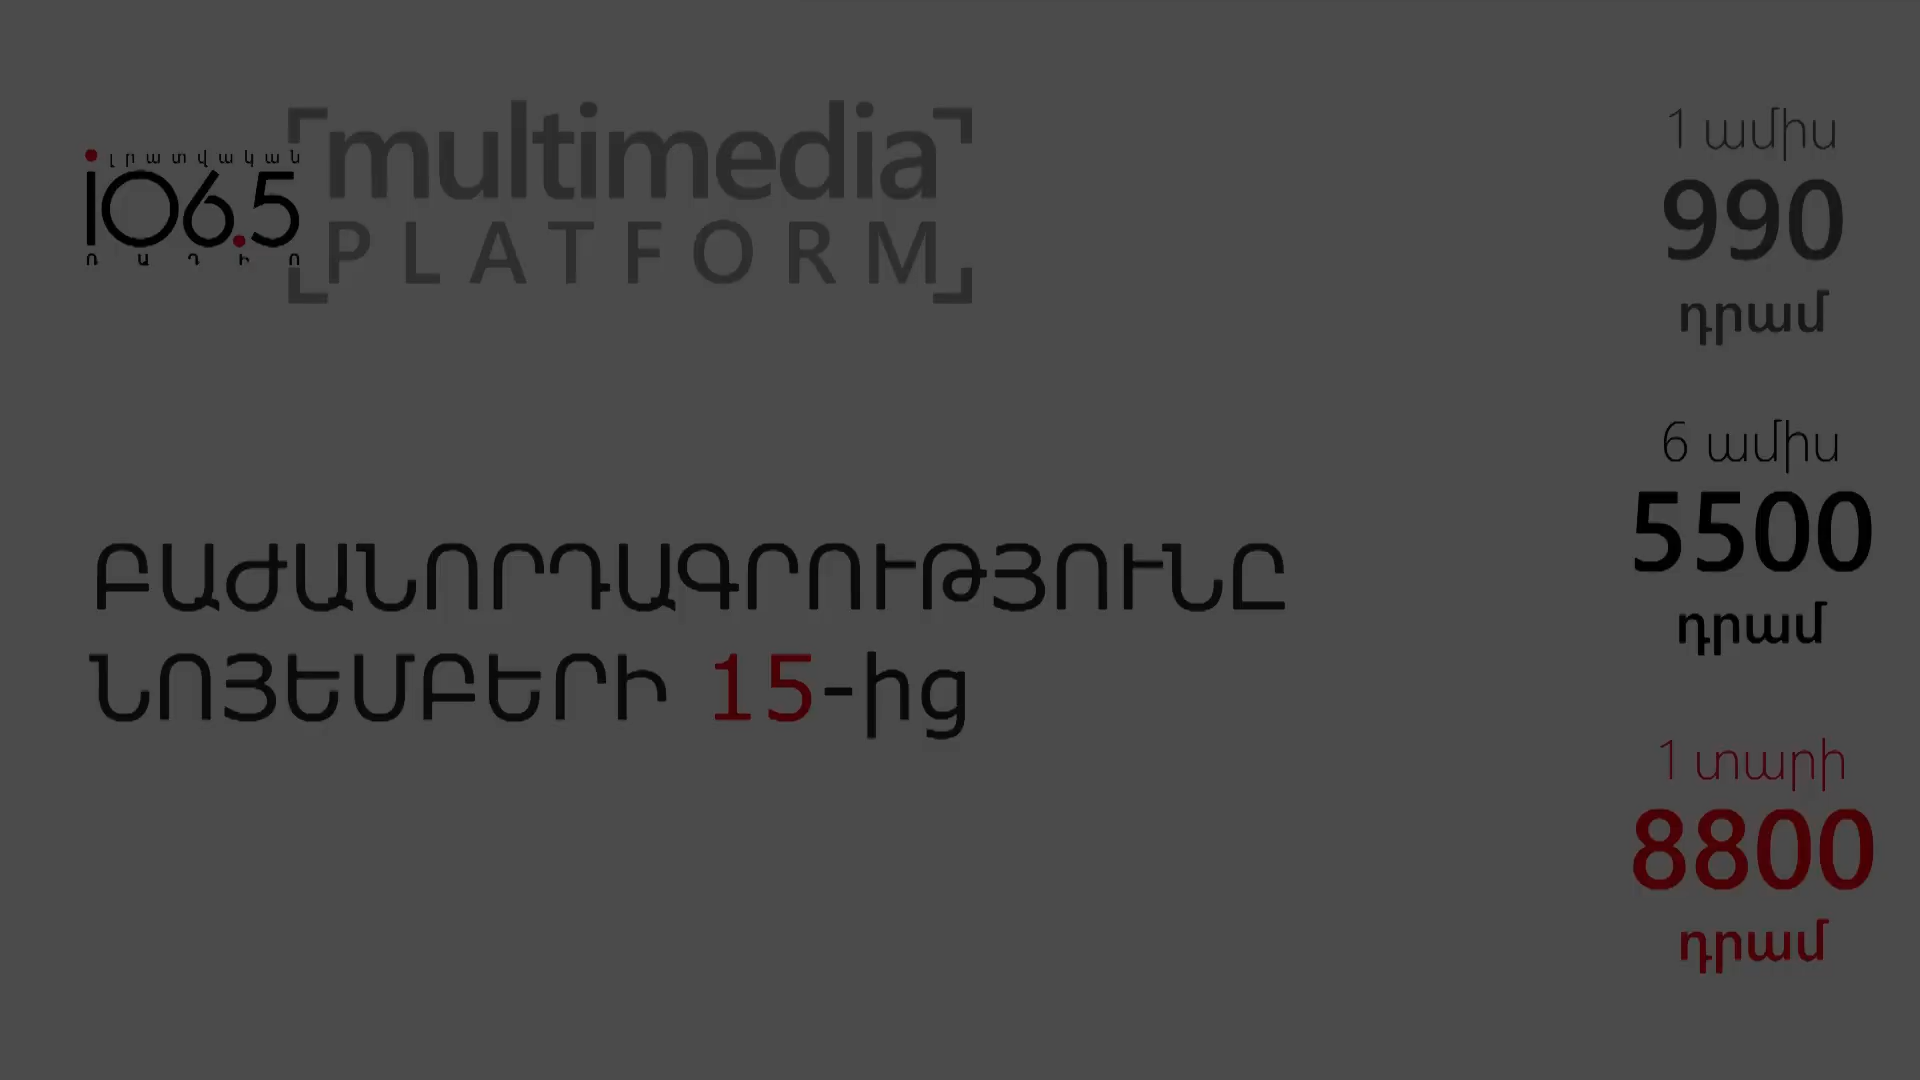 լրատվական
106.5
ռադիո
multimedia
PLATFORM
ԲԱԺԱՆՈՐԴԱԳՐՈՒԹՅՈՒՆԸ
ՆՈՅԵՄԲԵՐԻ 15-ից
1 ամիս
990
դրամ
6 ամիս
5500
դրամ
1 տարի
8800
դրամ